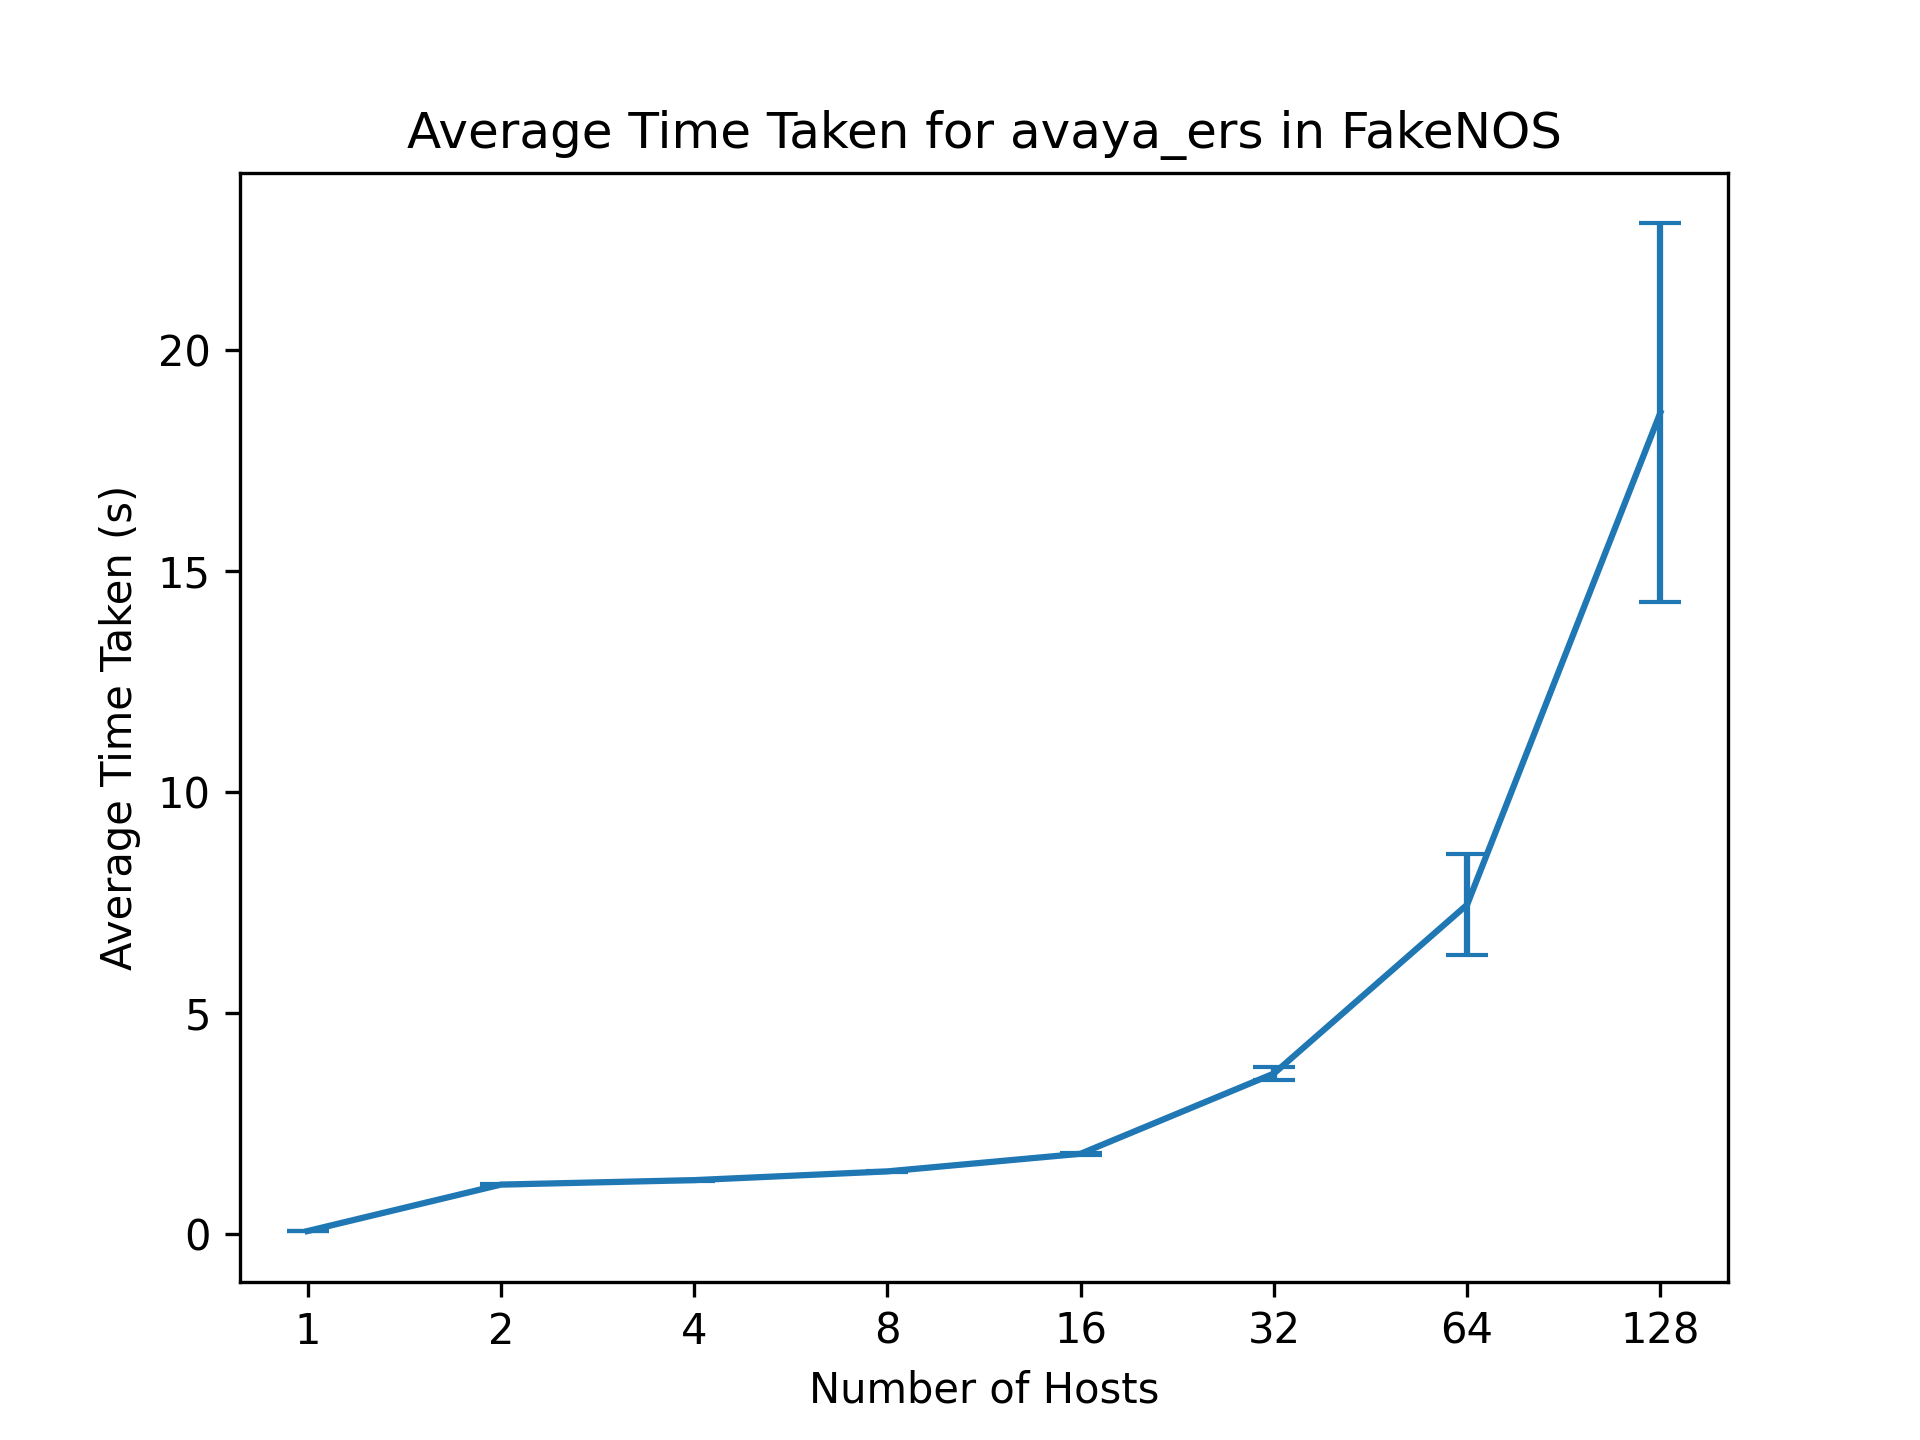 Average Time Taken for avaya_ers in FakeNOS
Average Time Taken (s)
20
15
10
5
0
1 2 4 8 16 32 64 128
Number of Hosts